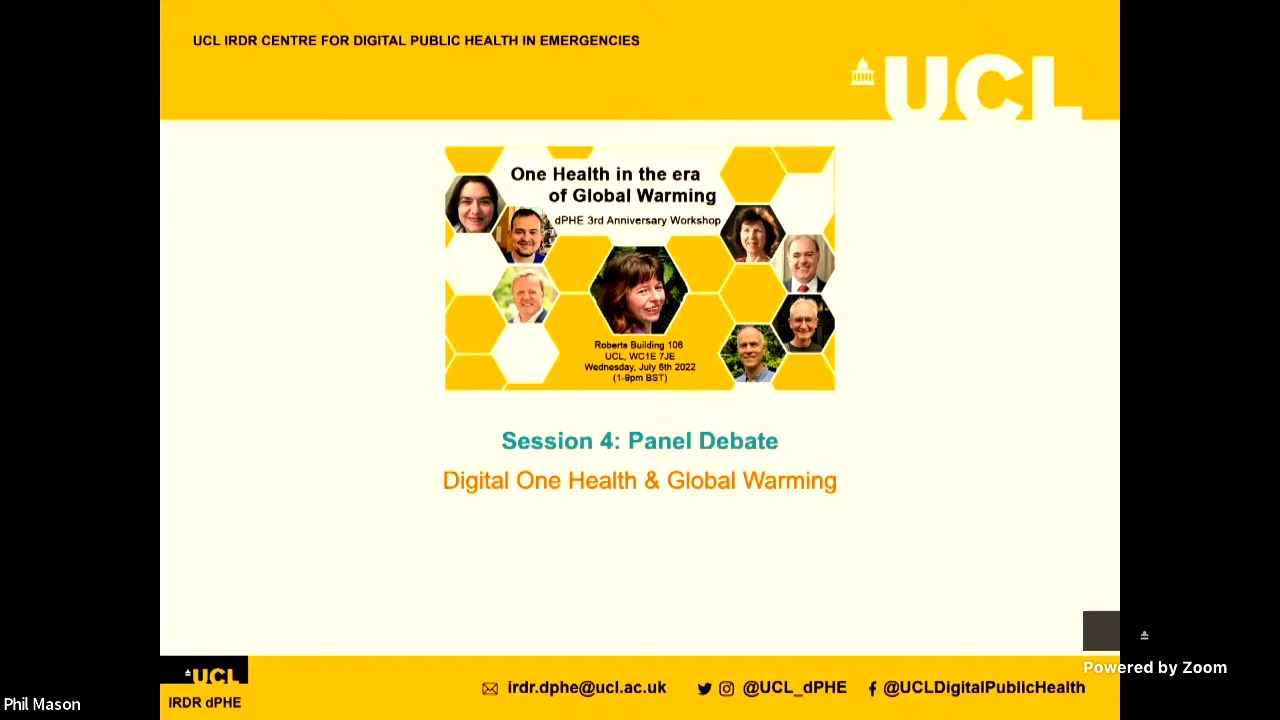 UCL IRDR CENTRE FOR DIGITAL PUBLIC HEALTH IN EMERGENCIES
UCL
One Health in the era
of Global Warming
dPHE 3rd Anniversary Workshop
Roberts Building 106
UCL, WC1E 7JE
Wednesday, July 6th 2022
(1-9pm BST)
Session 4: Panel Debate
Digital One Health & Global Warming
Powered by Zoom
UCL
IRDR dPHE
irdr.dphe@ucl.ac.uk
@UCL_dPHE
@UCLDigitalPublicHealth
Phil Mason